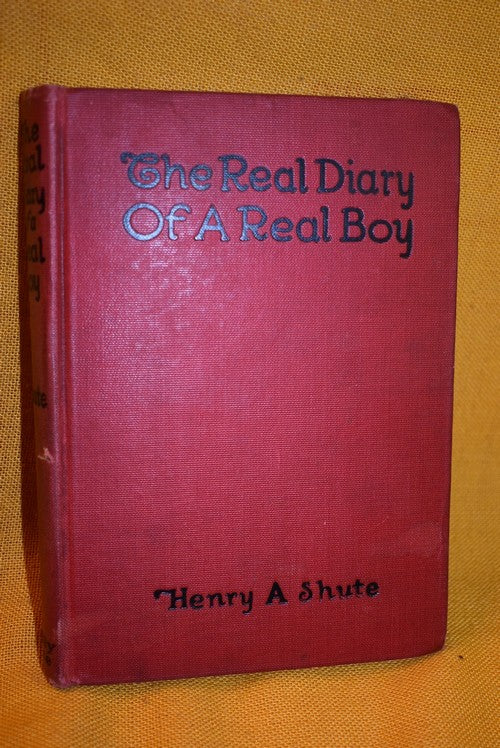 The Real Diary
Of A Real Boy
Henry A Shute